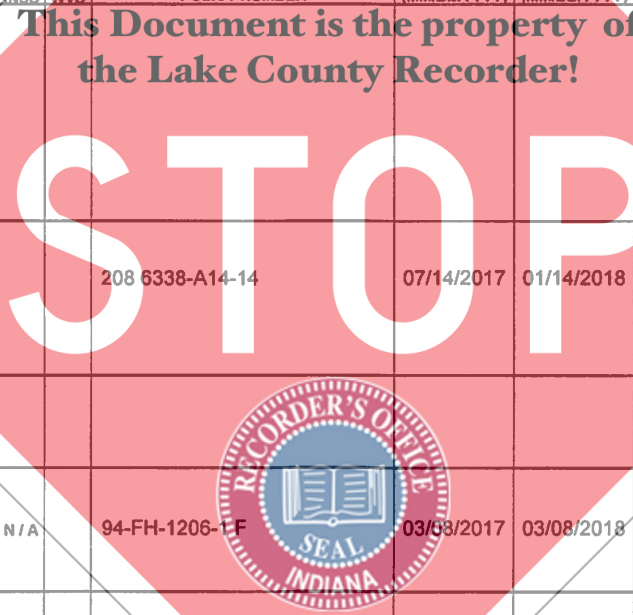 This Document is the property of
the Lake County Recorder!
STOP
208 6338-A14-14 07/14/2017 01/14/2018
RECORDER'S OFFICE
N/A 94-FH-1206-1 F 03/08/2017 03/08/2018
SEAL
INDIANA